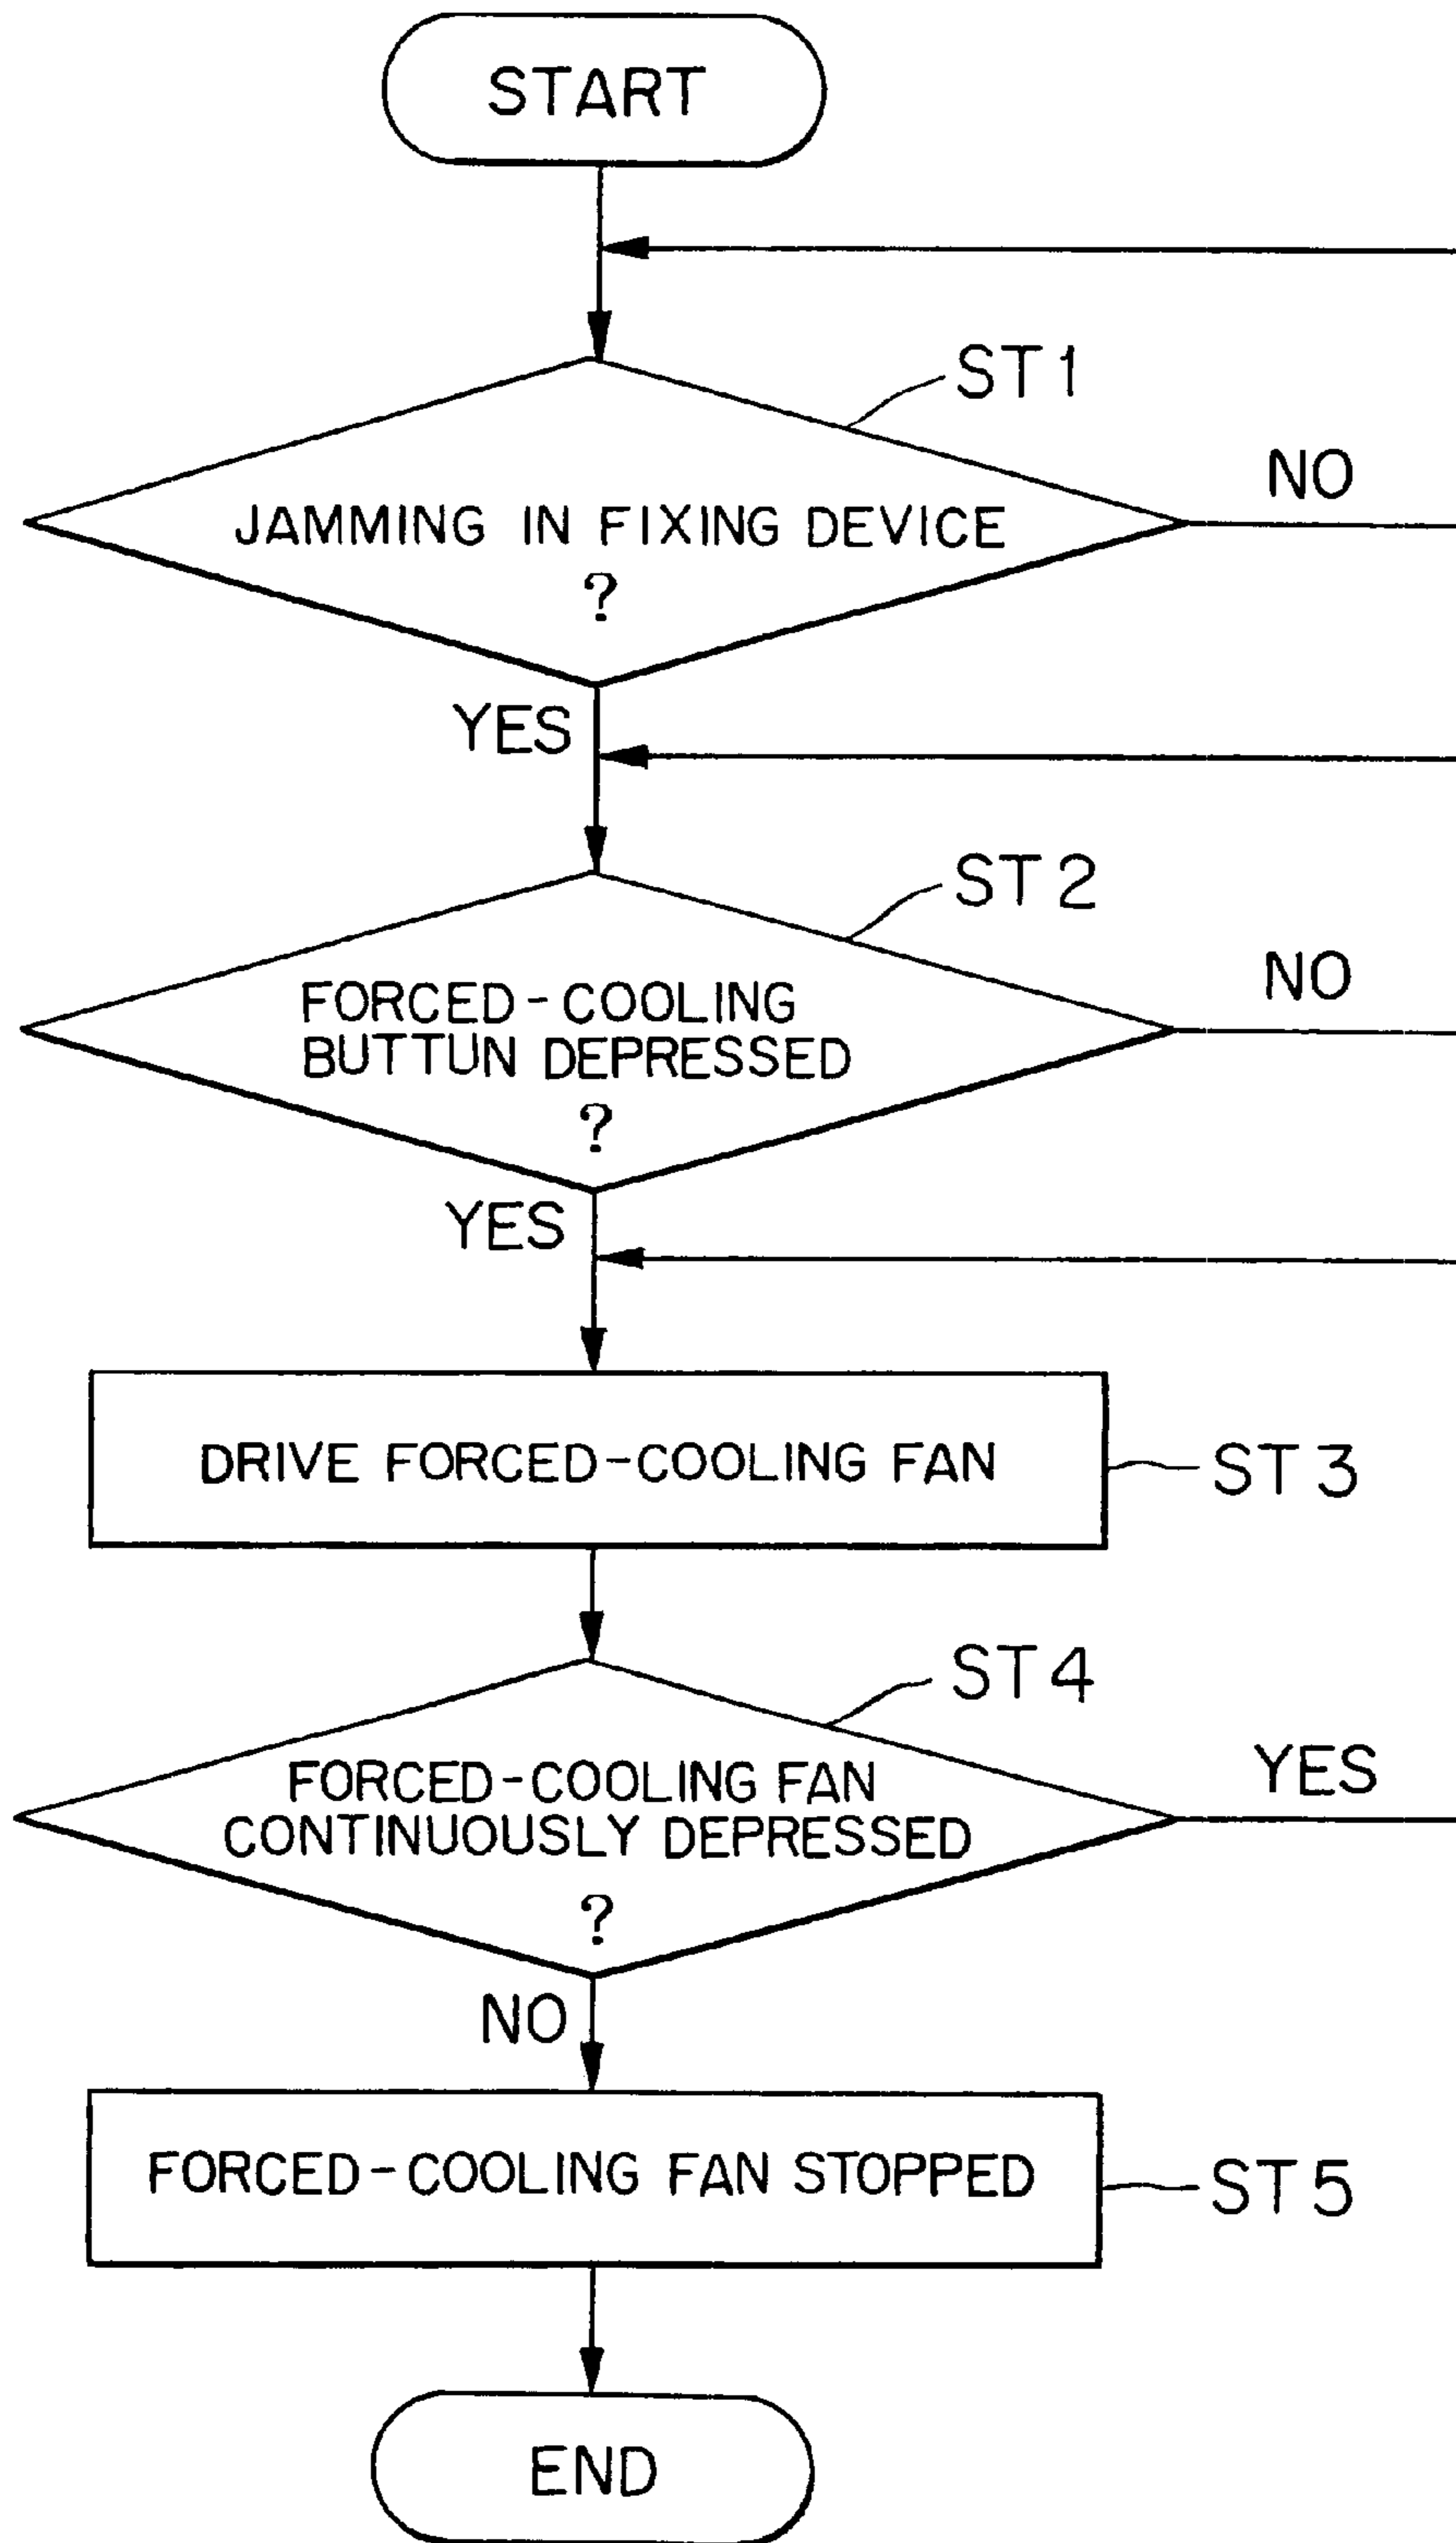 START
ST1
JAMMING IN FIXING DEVICE
?
NO
YES
ST2
FORCED-COOLING
BUTTUN DEPRESSED
?
NO
YES
DRIVE FORCED-COOLING FAN
ST3
ST4
FORCED-COOLING FAN
CONTINUOUSLY DEPRESSED
?
YES
NO
FORCED-COOLING FAN STOPPED
ST5
END